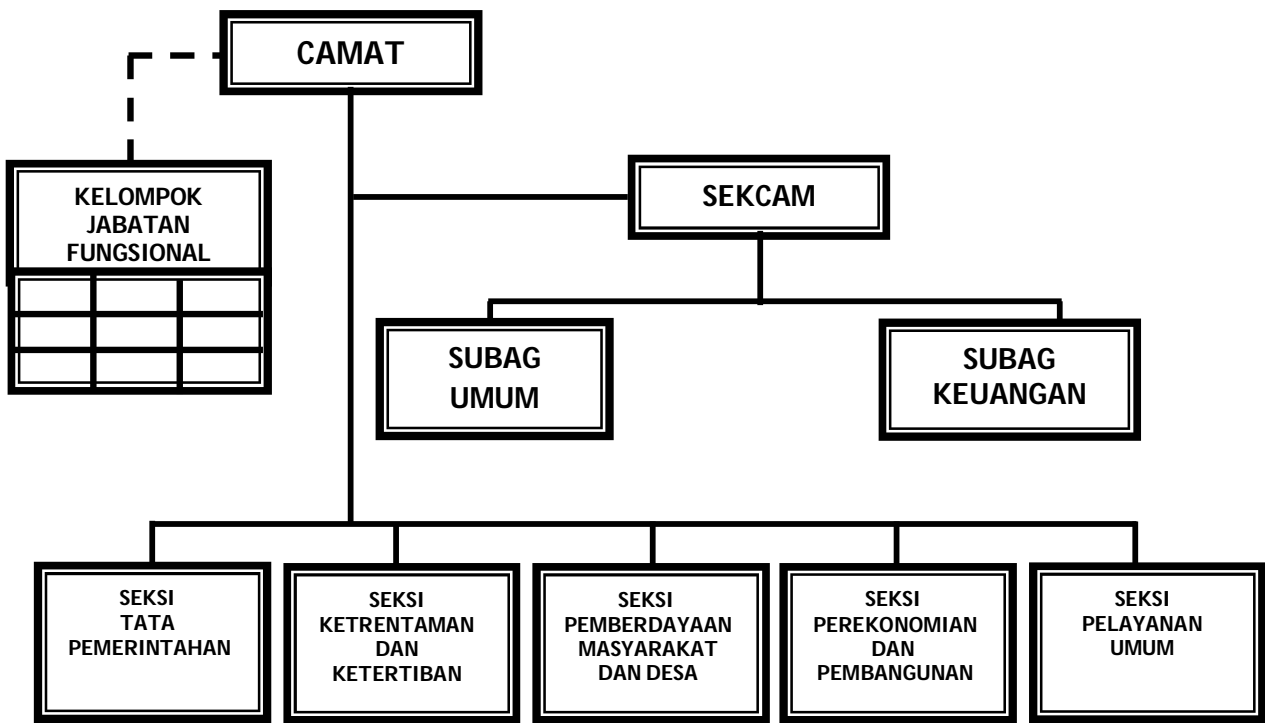 CAMAT
KELOMPOK
JABATAN
FUNGSIONAL
SEKCAM
SUBAG
UMUM
SUBAG
KEUANGAN
SEKSI
TATA
PEMERINTAHAN
SEKSI
KETRENTAMAN
DAN
KETERTIBAN
SEKSI
PEMBERDAYAAN
MASYARAKAT
DAN DESA
SEKSI
PEREKONOMIAN
DAN
PEMBANGUNAN
SEKSI
PELAYANAN
UMUM